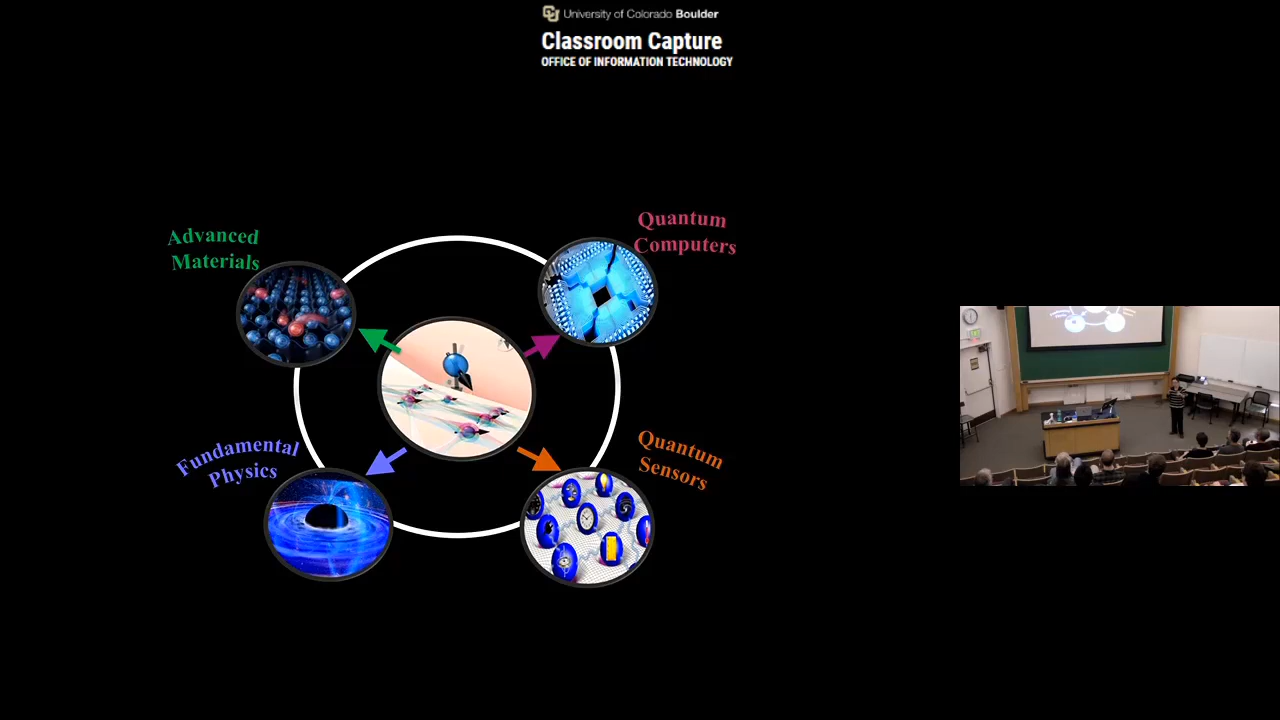 University of Colorado Boulder
Classroom Capture
OFFICE OF INFORMATION TECHNOLOGY
Advanced
Materials
Quantum
Computers
Fundamental
Physics
Quantum
Sensors